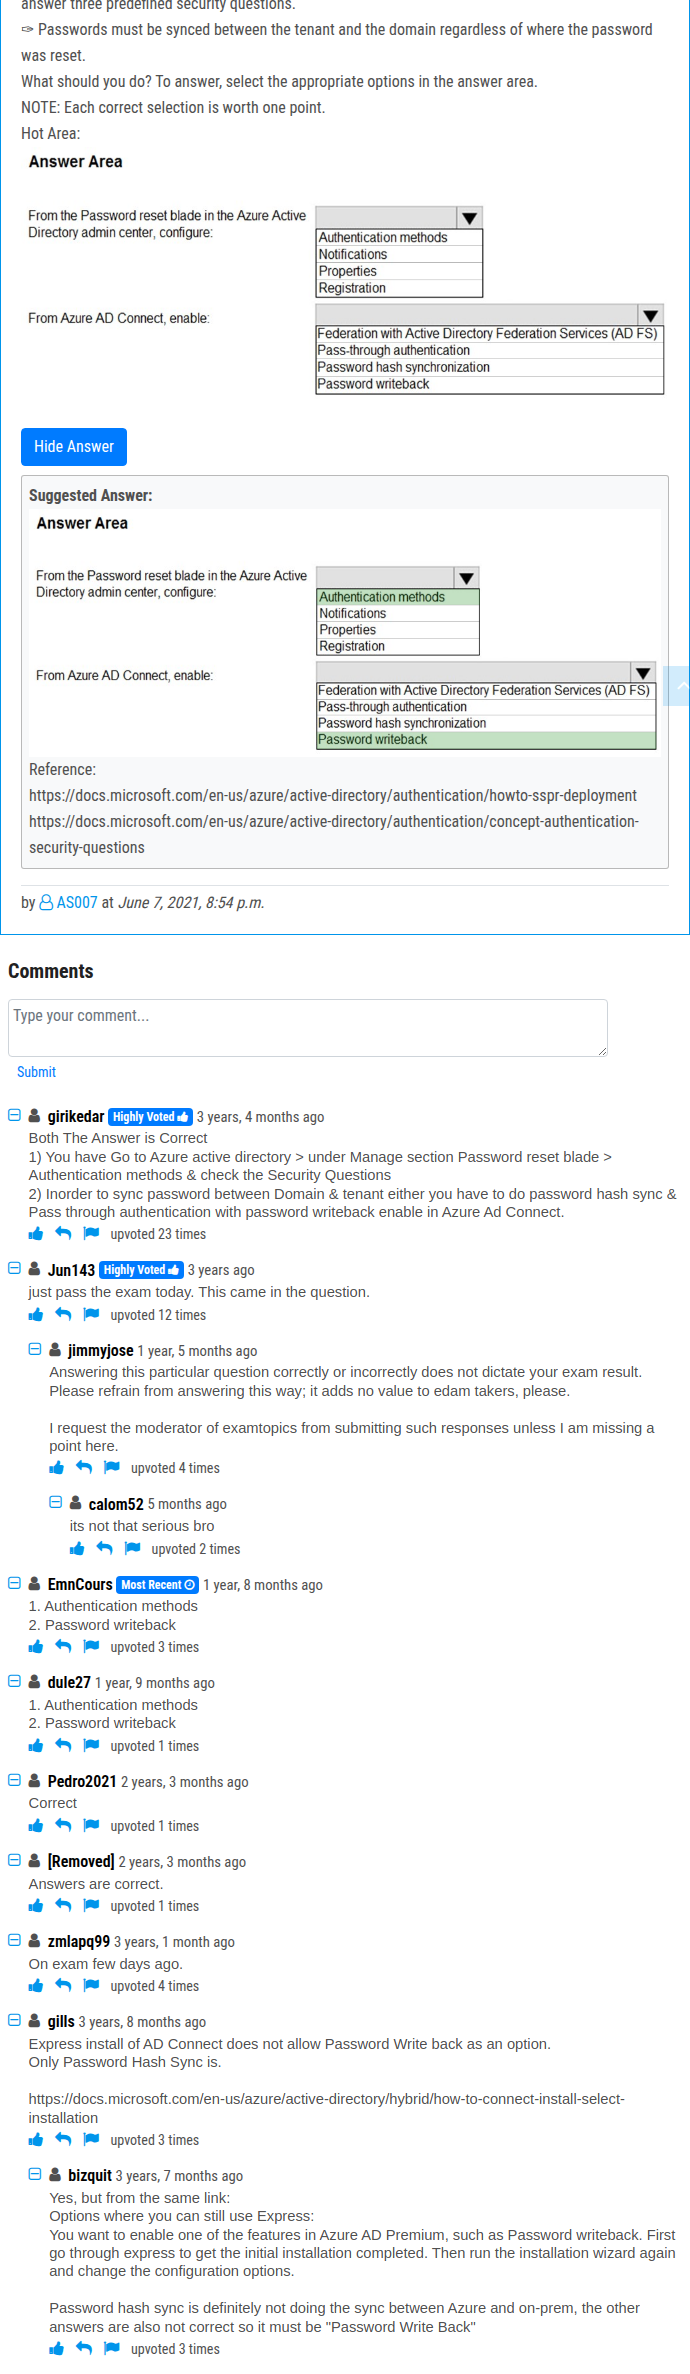 answer three predefined security questions.
✑ Passwords must be synced between the tenant and the domain regardless of where the password
was reset.
What should you do? To answer, select the appropriate options in the answer area.
NOTE: Each correct selection is worth one point.
Hot Area:
Answer Area
From the Password reset blade in the Azure Active
Directory admin center, configure:
Authentication methods
Notifications
Properties
Registration
From Azure AD Connect, enable:
Federation with Active Directory Federation Services (AD FS)
Pass-through authentication
Password hash synchronization
Password writeback
Hide Answer
Suggested Answer:
Answer Area
From the Password reset blade in the Azure Active
Directory admin center, configure:
Authentication methods
Notifications
Properties
Registration
From Azure AD Connect, enable:
Federation with Active Directory Federation Services (AD FS)
Pass-through authentication
Password hash synchronization
Password writeback
Reference:
https://docs.microsoft.com/en-us/azure/active-directory/authentication/howto-sspr-deployment
https://docs.microsoft.com/en-us/azure/active-directory/authentication/concept-authentication-
security-questions
by AS007 at June 7, 2021, 8:54 p.m.
Comments
Type your comment...
Submit
girikedar Highly Voted 3 years, 4 months ago
Both The Answer is Correct
1) You have Go to Azure active directory > under Manage section Password reset blade >
Authentication methods & check the Security Questions
2) Inorder to sync password between Domain & tenant either you have to do password hash sync &
Pass through authentication with password writeback enable in Azure Ad Connect.
upvoted 23 times
Jun143 Highly Voted 3 years ago
just pass the exam today. This came in the question.
upvoted 12 times
jimmyjose 1 year, 5 months ago
Answering this particular question correctly or incorrectly does not dictate your exam result.
Please refrain from answering this way; it adds no value to edam takers, please.
I request the moderator of examtopics from submitting such responses unless I am missing a
point here.
upvoted 4 times
calom52 5 months ago
its not that serious bro
upvoted 2 times
EmnCours Most Recent 1 year, 8 months ago
1. Authentication methods
2. Password writeback
upvoted 3 times
dule27 1 year, 9 months ago
1. Authentication methods
2. Password writeback
upvoted 1 times
Pedro2021 2 years, 3 months ago
Correct
upvoted 1 times
[Removed] 2 years, 3 months ago
Answers are correct.
upvoted 1 times
zmlapq99 3 years, 1 month ago
On exam few days ago.
upvoted 4 times
gills 3 years, 8 months ago
Express install of AD Connect does not allow Password Write back as an option.
Only Password Hash Sync is.
https://docs.microsoft.com/en-us/azure/active-directory/hybrid/how-to-connect-install-select-
installation
upvoted 3 times
bizquit 3 years, 7 months ago
Yes, but from the same link:
Options where you can still use Express:
You want to enable one of the features in Azure AD Premium, such as Password writeback. First
go through express to get the initial installation completed. Then run the installation wizard again
and change the configuration options.
Password hash sync is definitely not doing the sync between Azure and on-prem, the other
answers are also not correct so it must be "Password Write Back"
upvoted 3 times